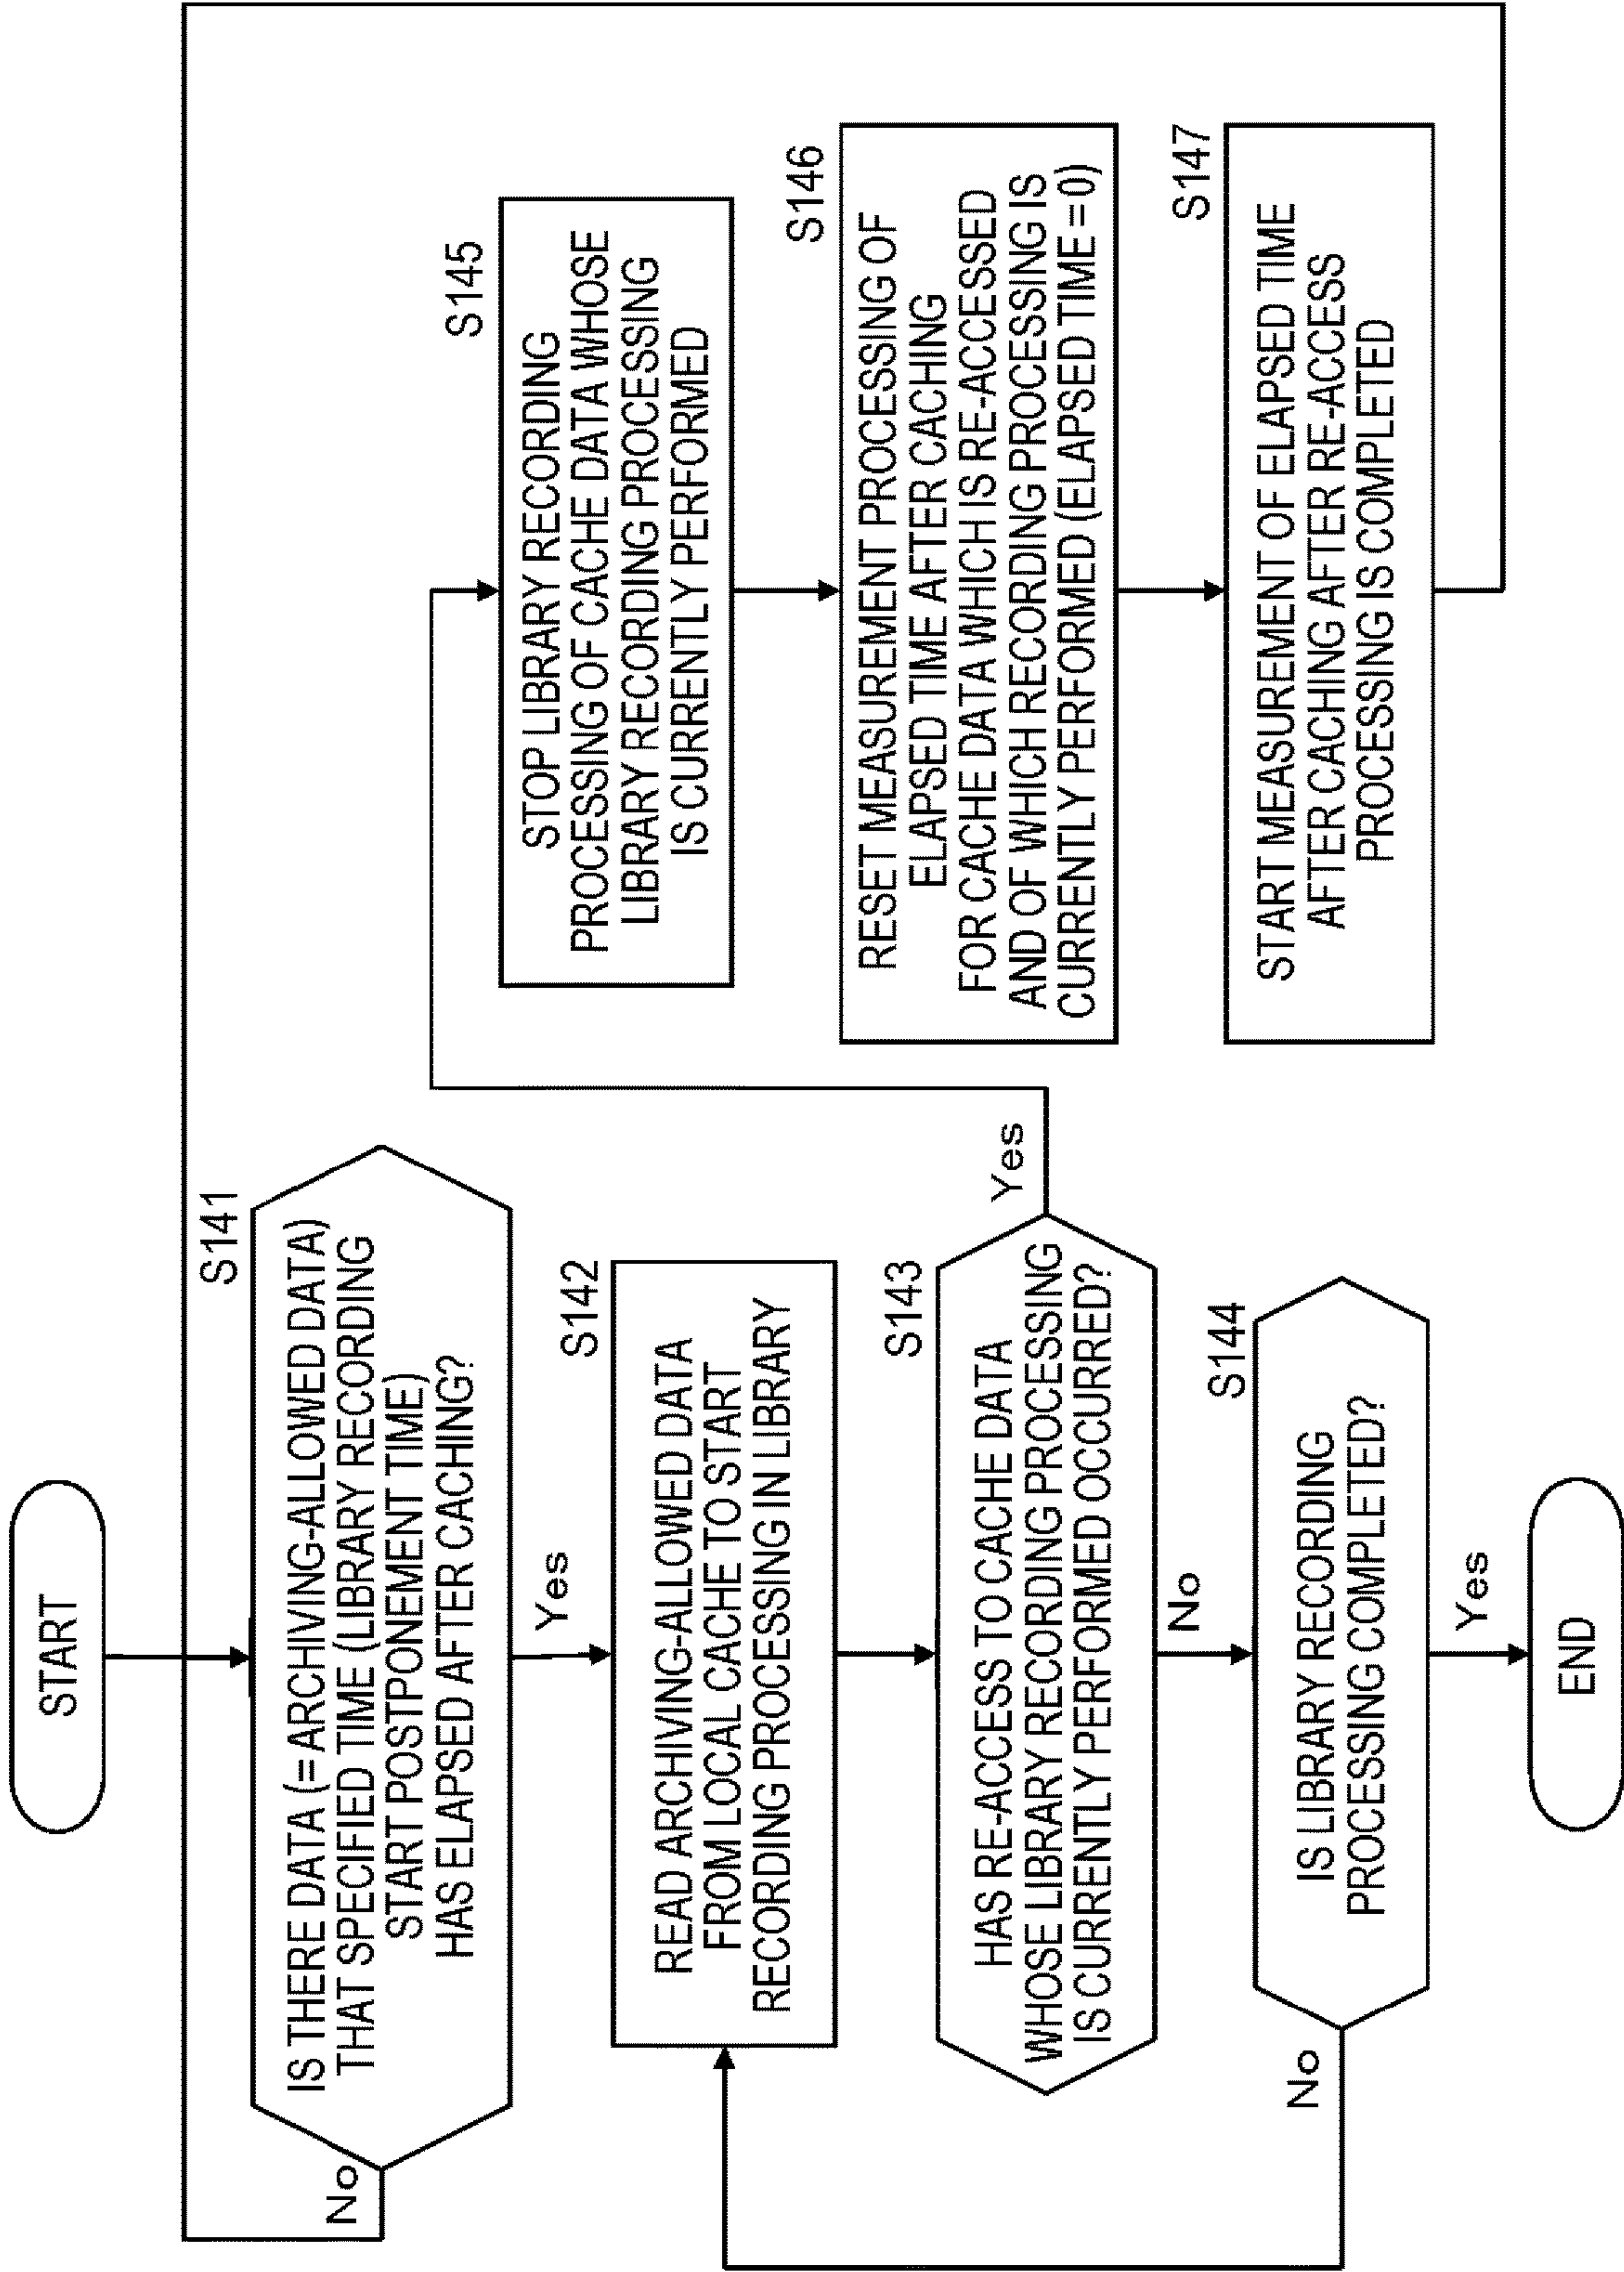 START
S141
IS THERE DATA (= ARCHIVING-ALLOWED DATA)
THAT SPECIFIED TIME (LIBRARY RECORDING
START POSTPONEMENT TIME)
HAS ELAPSED AFTER CACHING?
No
Yes
S142
READ ARCHIVING-ALLOWED DATA
FROM LOCAL CACHE TO START
RECORDING PROCESSING IN LIBRARY
S143
HAS RE-ACCESS TO CACHE DATA
WHOSE LIBRARY RECORDING PROCESSING
IS CURRENTLY PERFORMED OCCURRED?
Yes
No
S144
IS LIBRARY RECORDING
PROCESSING COMPLETED?
No
Yes
END
S145
STOP LIBRARY RECORDING
PROCESSING OF CACHE DATA WHOSE
LIBRARY RECORDING PROCESSING
IS CURRENTLY PERFORMED
S146
RESET MEASUREMENT PROCESSING OF
ELAPSED TIME AFTER CACHING
FOR CACHE DATA WHICH IS RE-ACCESSED
AND OF WHICH RECORDING PROCESSING IS
CURRENTLY PERFORMED (ELAPSED TIME = 0)
S147
START MEASUREMENT OF ELAPSED TIME
AFTER CACHING AFTER RE-ACCESS
PROCESSING IS COMPLETED